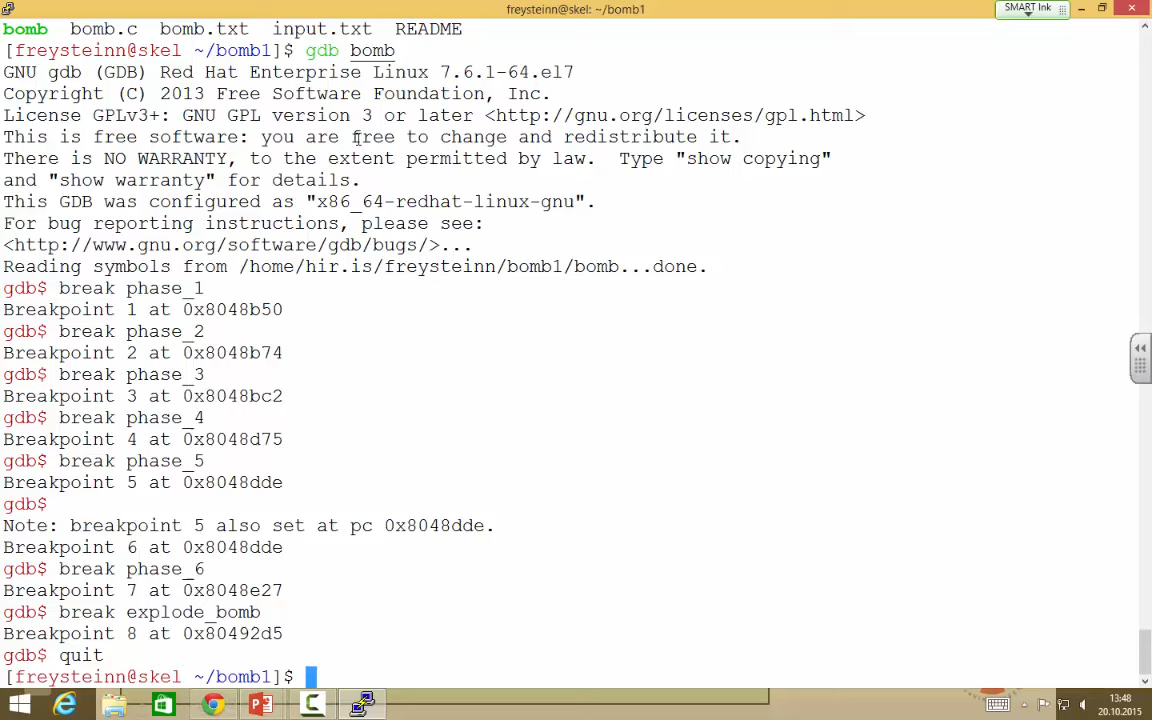 freysteinn@skel: ~/bomb1
SMART Ink
bomb  bomb.c  bomb.txt  input.txt  README
[freysteinn@skel ~/bomb1]$ gdb bomb
GNU gdb (GDB) Red Hat Enterprise Linux 7.6.1-64.el7
Copyright (C) 2013 Free Software Foundation, Inc.
License GPLv3+: GNU GPL version 3 or later <http://gnu.org/licenses/gpl.html>
This is free software: you are free to change and redistribute it.
There is NO WARRANTY, to the extent permitted by law.  Type "show copying"
and "show warranty" for details.
This GDB was configured as "x86_64-redhat-linux-gnu".
For bug reporting instructions, please see:
<http://www.gnu.org/software/gdb/bugs/>...
Reading symbols from /home/hir.is/freysteinn/bomb1/bomb...done.
gdb$ break phase_1
Breakpoint 1 at 0x8048b50
gdb$ break phase_2
Breakpoint 2 at 0x8048b74
gdb$ break phase_3
Breakpoint 3 at 0x8048bc2
gdb$ break phase_4
Breakpoint 4 at 0x8048d75
gdb$ break phase_5
Breakpoint 5 at 0x8048dde
gdb$
Note: breakpoint 5 also set at pc 0x8048dde.
Breakpoint 6 at 0x8048dde
gdb$ break phase_6
Breakpoint 7 at 0x8048e27
gdb$ break explode_bomb
Breakpoint 8 at 0x80492d5
gdb$ quit
[freysteinn@skel ~/bomb1]$
13:48
20.10.2015